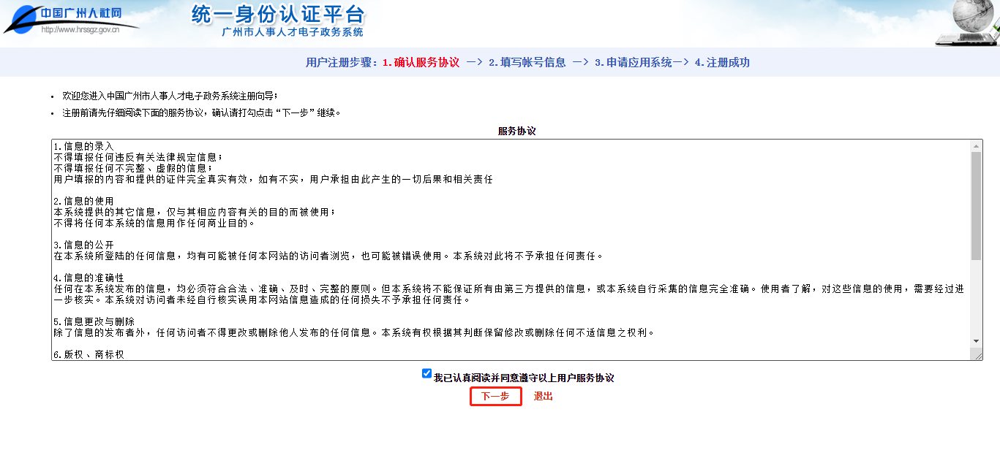 中国广州人社网
http://www.hrssgz.gov.cn
统一身份认证平台
广州市人事人才电子政务系统
用户注册步骤：1.确认服务协议 —> 2.填写帐号信息 —> 3.申请应用系统—> 4.注册成功
• 欢迎您进入中国广州市人事人才电子政务系统注册向导；
• 注册前请先仔细阅读下面的服务协议，确认请打勾点击“下一步”继续。
服务协议
1.信息的录入
不得填报任何违反有关法律规定信息；
不得填报任何不完整、虚假的信息；
用户填报的内容和提供的证件完全真实有效，如有不实，用户承担由此产生的一切后果和相关责任
2.信息的使用
本系统提供的其它信息，仅与其相应内容有关的目的而被使用；
不得将任何本系统的信息用作任何商业目的。
3.信息的公开
在本系统所登陆的任何信息，均有可能被任何本网站的访问者浏览，也可能被错误使用。本系统对此将不予承担任何责任。
4.信息的准确性
任何在本系统发布的信息，均必须符合合法、准确、及时、完整的原则。但本系统将不能保证所有由第三方提供的信息，或本系统自行采集的信息完全准确。使用者了解，对这些信息的使用，需要经过进
一步核实。本系统对访问者未经自行核实误用本网站信息造成的任何损失不予承担任何责任。
5.信息更改与删除
除了信息的发布者外，任何访问者不得更改或删除他人发布的任何信息。本系统有权根据其判断保留修改或删除任何不适信息之权利。
6.版权、商标权
我已认真阅读并同意遵守以上用户服务协议
下一步 退出